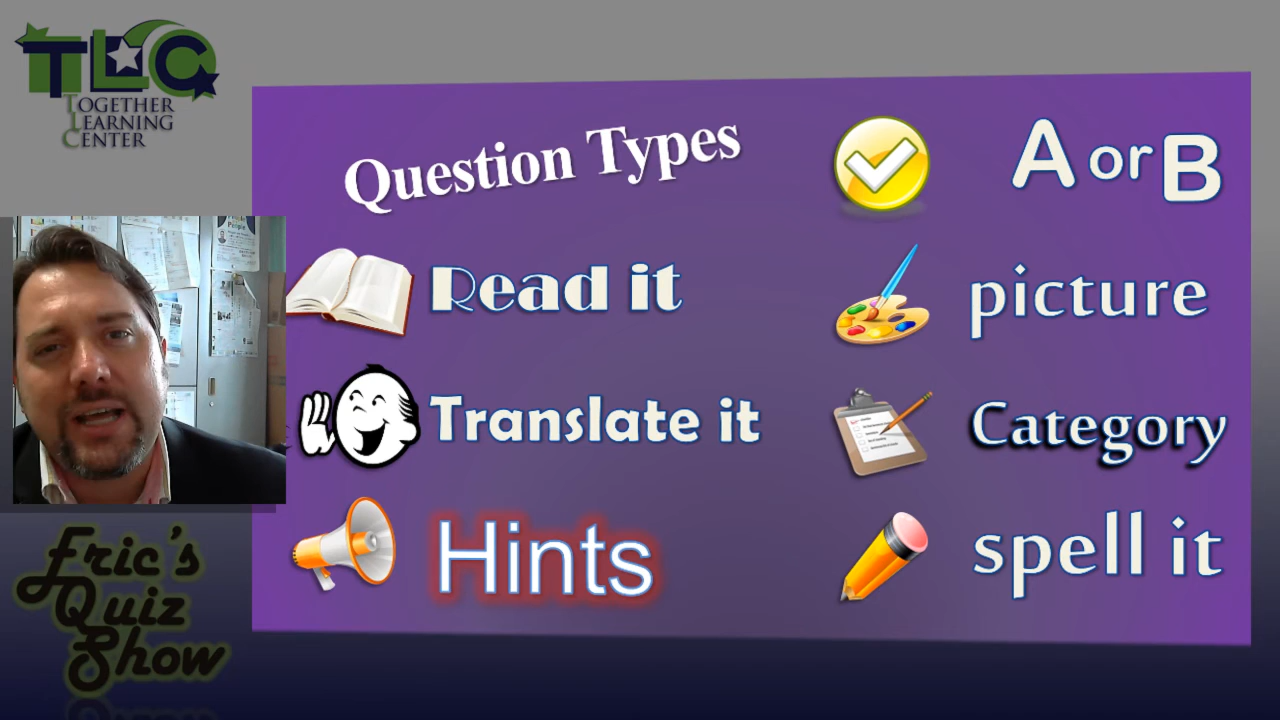 TLC
TOGETHER
LEARNING
CENTER
Question Types
A or B
Read it
picture
Translate it
Category
Hints
spell it
People
Eric's
Quiz
Show